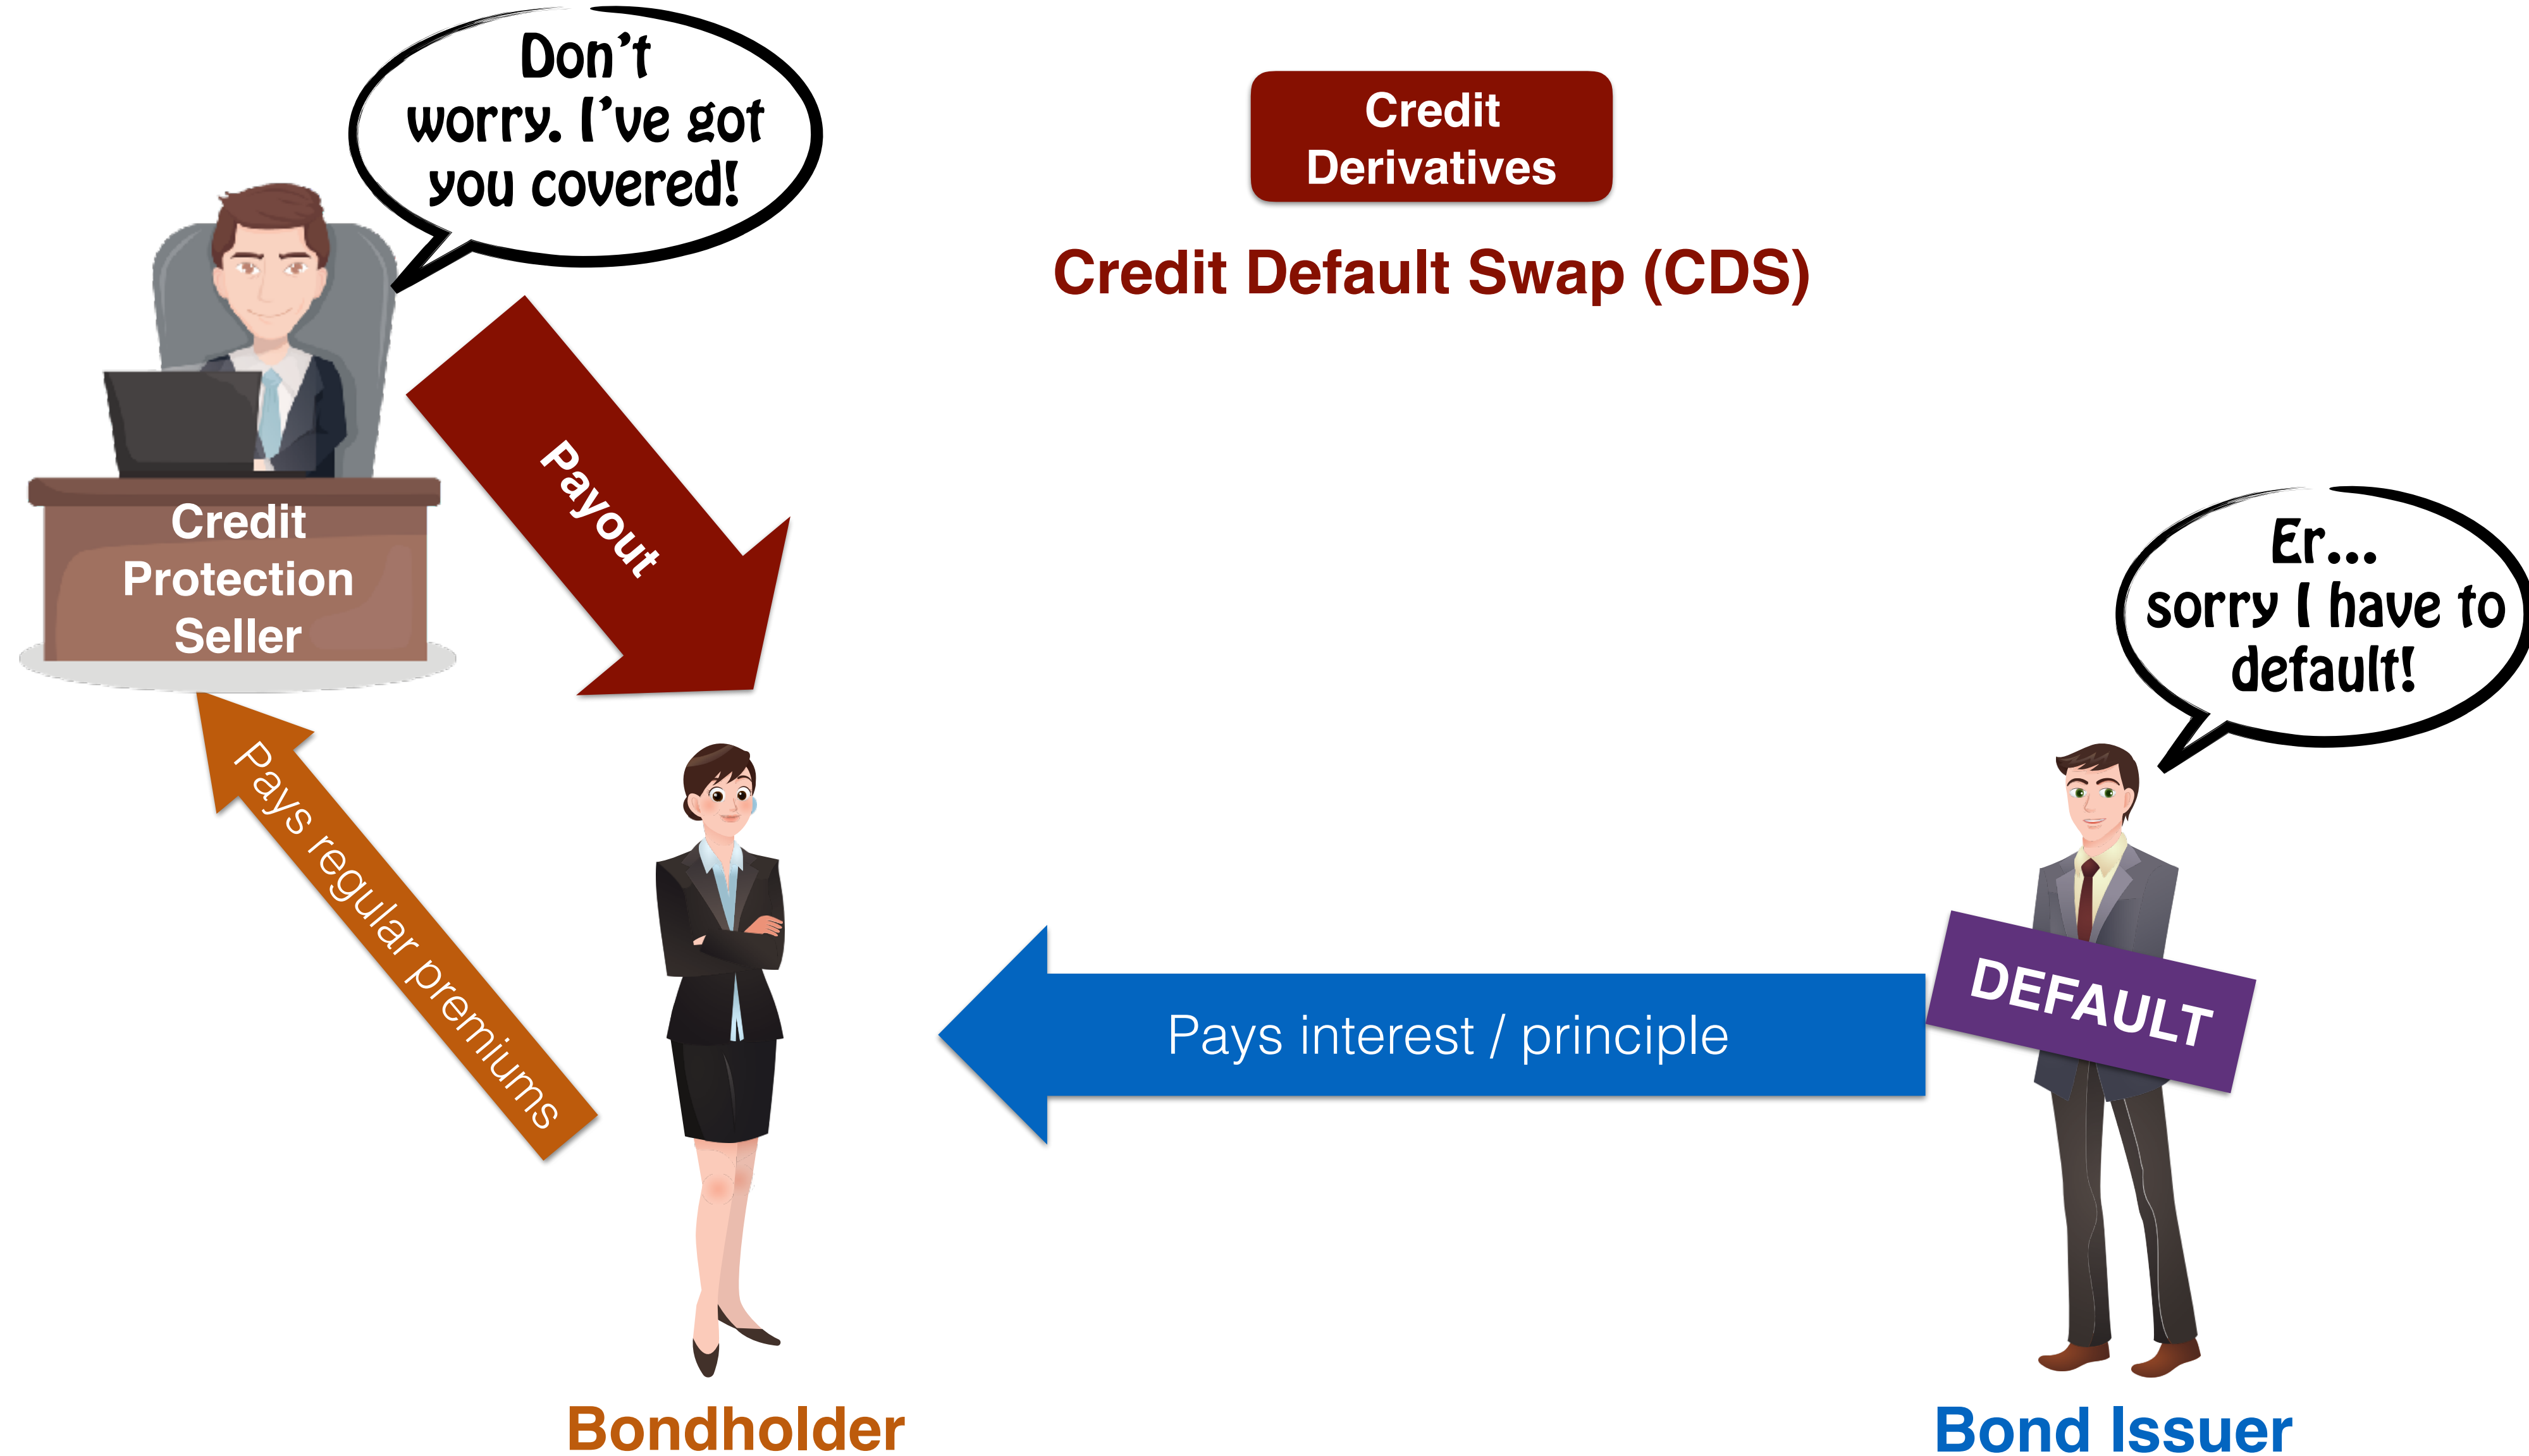 Don't
worry. I've got
you covered!
Credit
Derivatives
Credit Default Swap (CDS)
Payout
Credit
Protection
Seller
Er...
sorry I have to
default!
Pays regular premiums
Pays interest / principle
DEFAULT
Bondholder
Bond Issuer